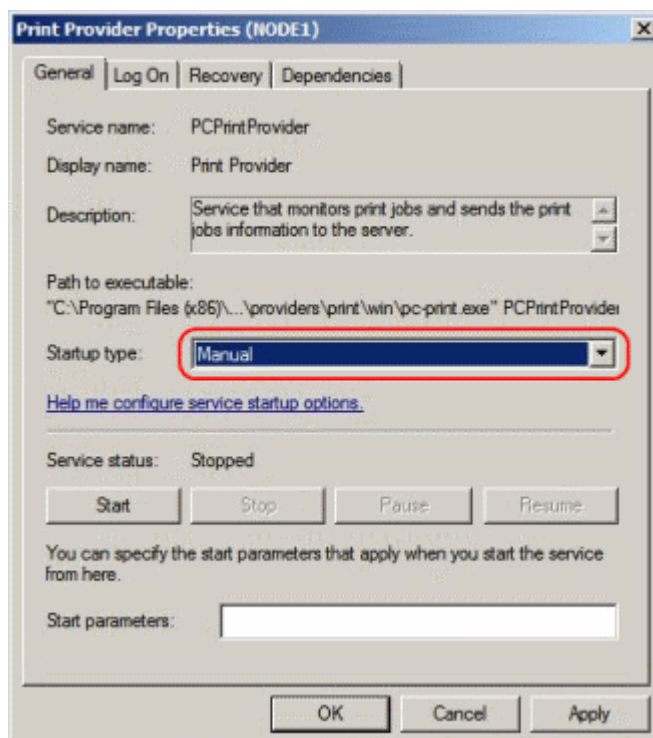 Print Provider Properties (NODE1)
General Log On Recovery Dependencies
Service name: PCPrintProvider
Display name: Print Provider
Description: Service that monitors print jobs and sends the print
jobs information to the server.
Path to executable:
"C:\Program Files (x86)\...\providers\print\win\pc-print.exe" PCPrintProvider
Startup type: Manual
Help me configure service startup options.
Service status: Stopped
Start Stop Pause Resume
You can specify the start parameters that apply when you start the service
from here.
Start parameters:
OK Cancel Apply